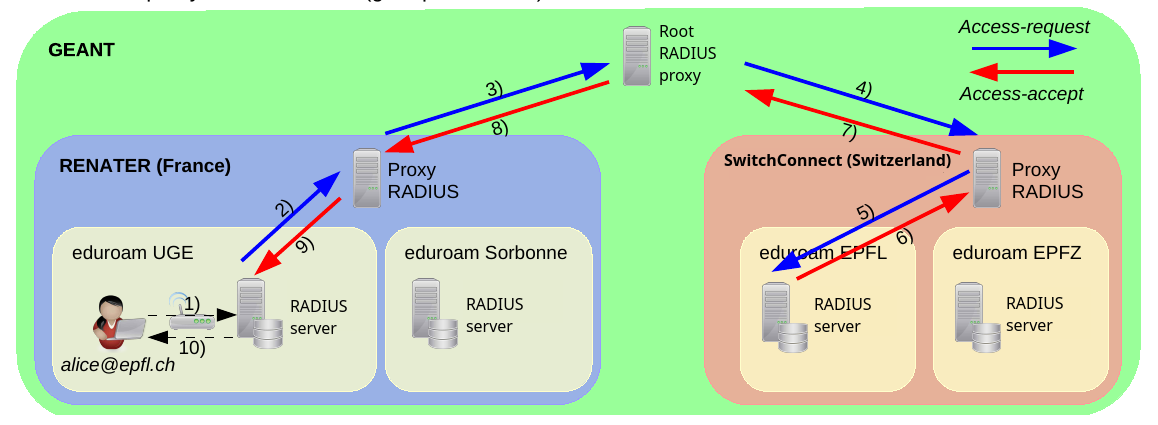 GEANT
Root
RADIUS
proxy
Access-request
Access-accept
3)
8)
4)
7)
RENATER (France)
Proxy
RADIUS
2)
9)
eduroam UGE
1)
10)
alice@epfl.ch
RADIUS
server
eduroam Sorbonne
RADIUS
server
SwitchConnect (Switzerland)
Proxy
RADIUS
5)
6)
eduroam EPFL
RADIUS
server
eduroam EPFZ
RADIUS
server